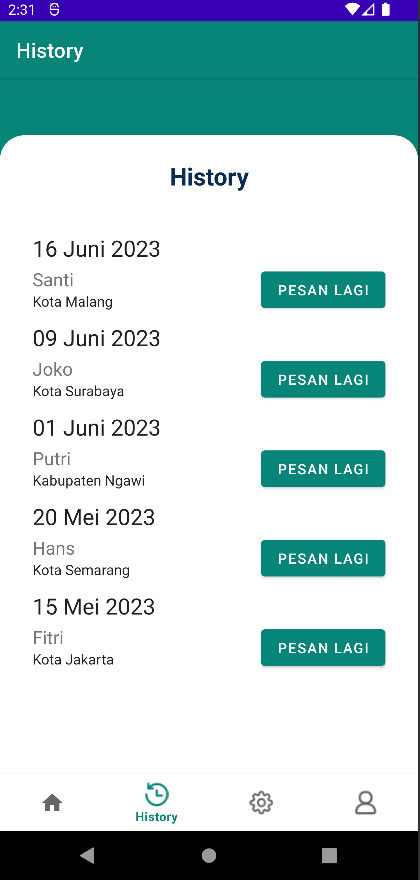 2:31
History
History
16 Juni 2023
Santi
Kota Malang
PESAN LAGI
09 Juni 2023
Joko
Kota Surabaya
PESAN LAGI
01 Juni 2023
Putri
Kabupaten Ngawi
PESAN LAGI
20 Mei 2023
Hans
Kota Semarang
PESAN LAGI
15 Mei 2023
Fitri
Kota Jakarta
PESAN LAGI
History